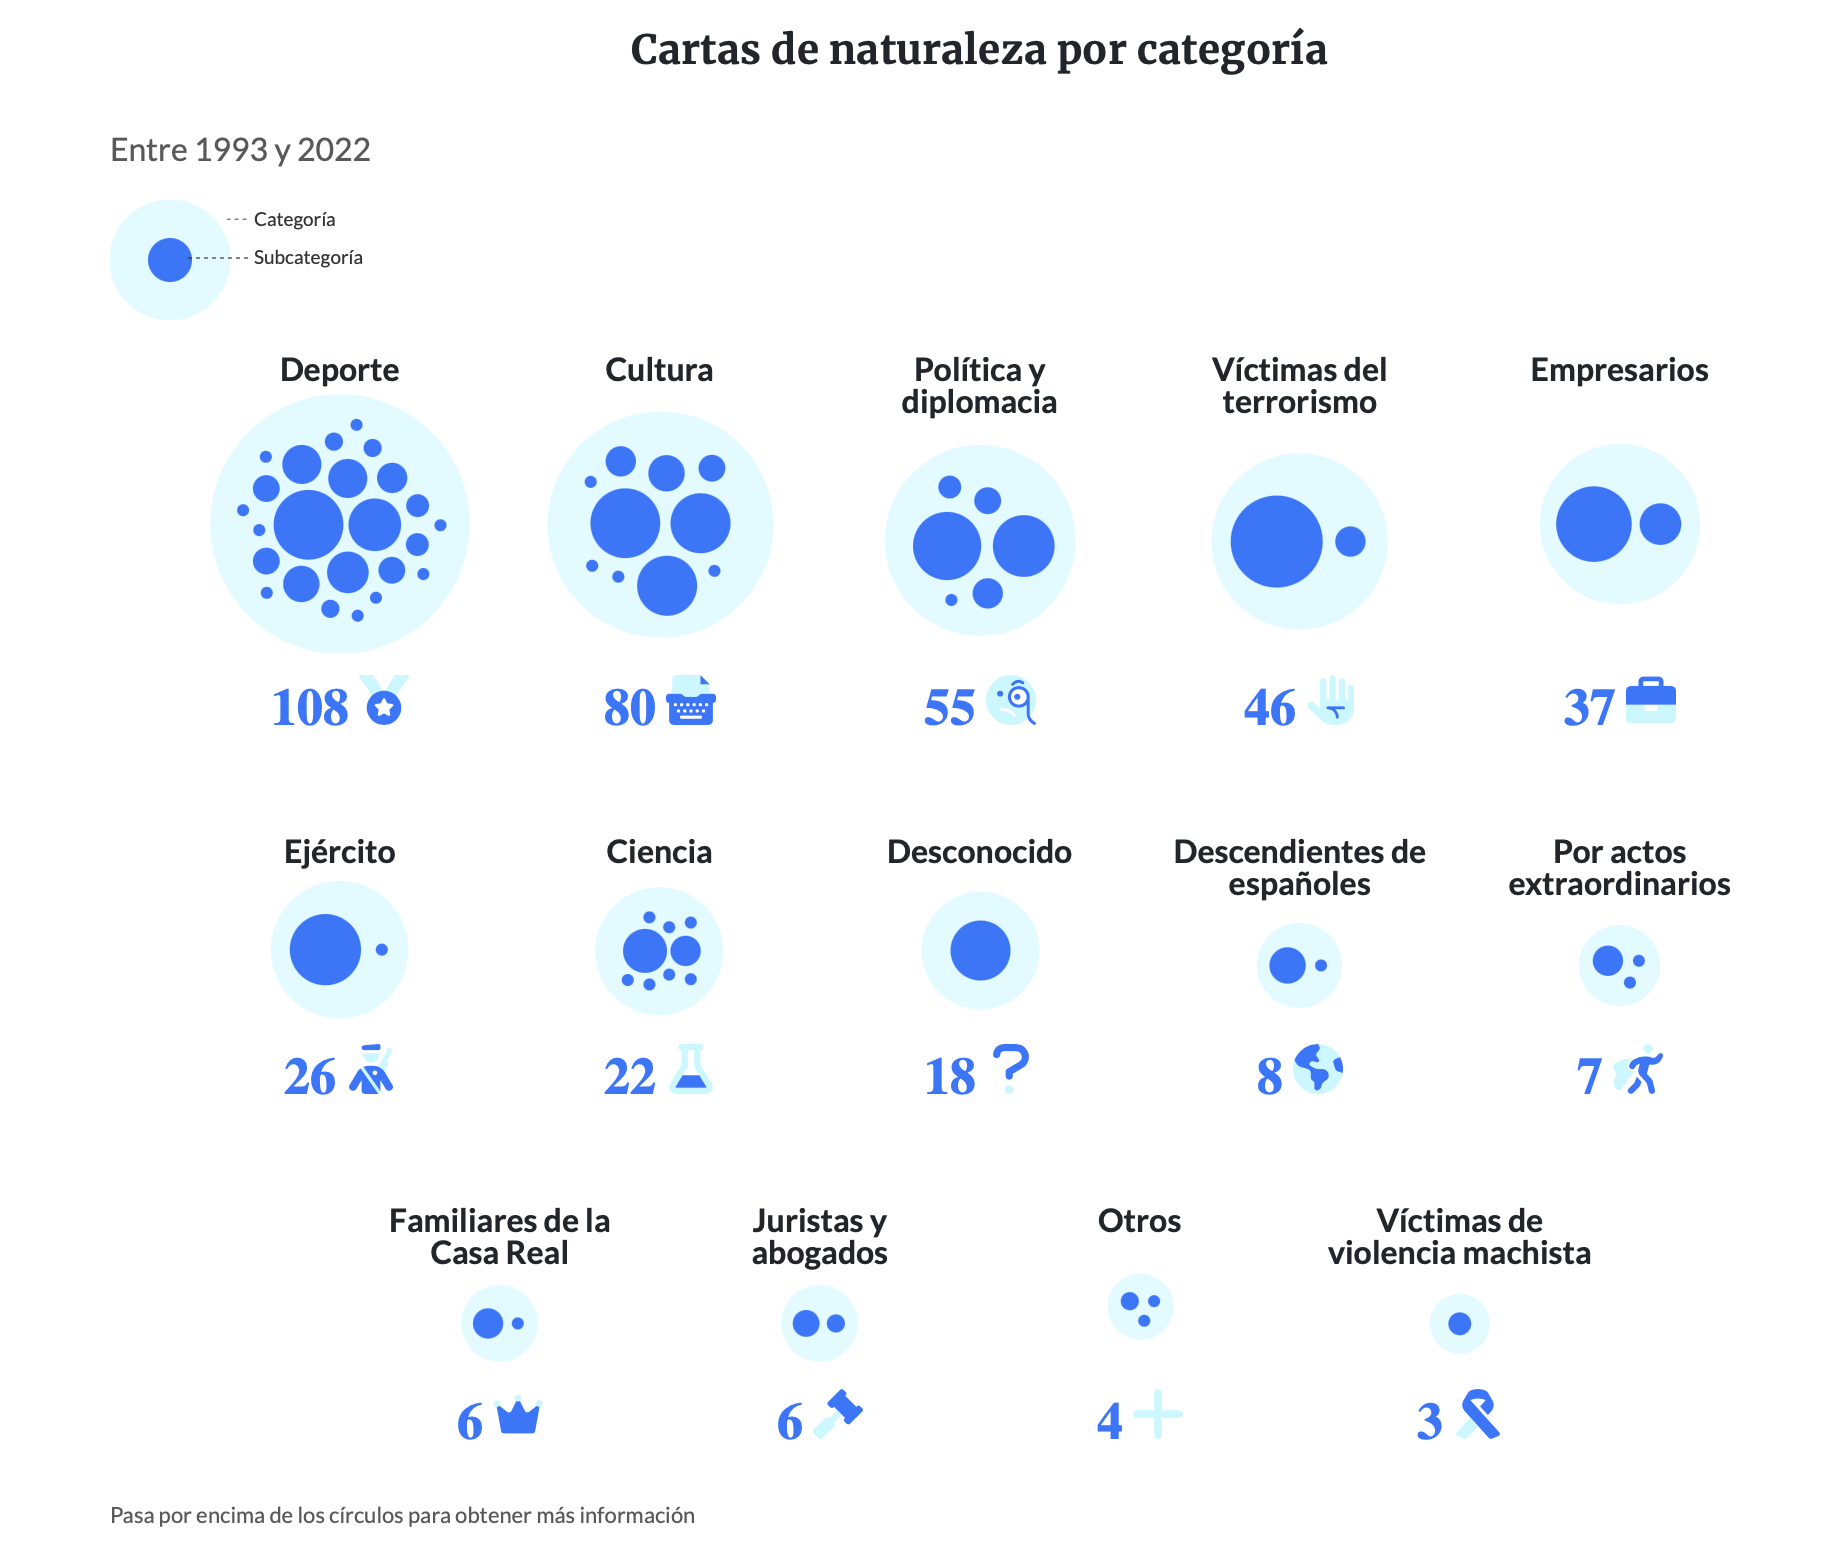 Cartas de naturaleza por categoría
Entre 1993 y 2022
Categoría
Subcategoría
Deporte
Cultura
Política y
diplomacia
Víctimas del
terrorismo
Empresarios
108
80
55
46
37
Ejército
Ciencia
Desconocido
Descendientes de
españoles
Por actos
extraordinarios
26
22
18
8
7
Familiares de la
Casa Real
Juristas y
abogados
Otros
Víctimas de
violencia machista
6
6
4
3
Pasa por encima de los círculos para obtener más información